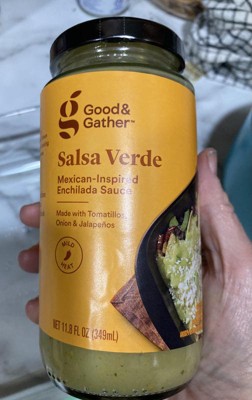 Good&
Gather™
Salsa Verde
Mexican-Inspired
Enchilada Sauce
Made with Tomatillos,
Onion & Jalapeños
MILD
HEAT
NET 11.8 FL OZ (349mL)